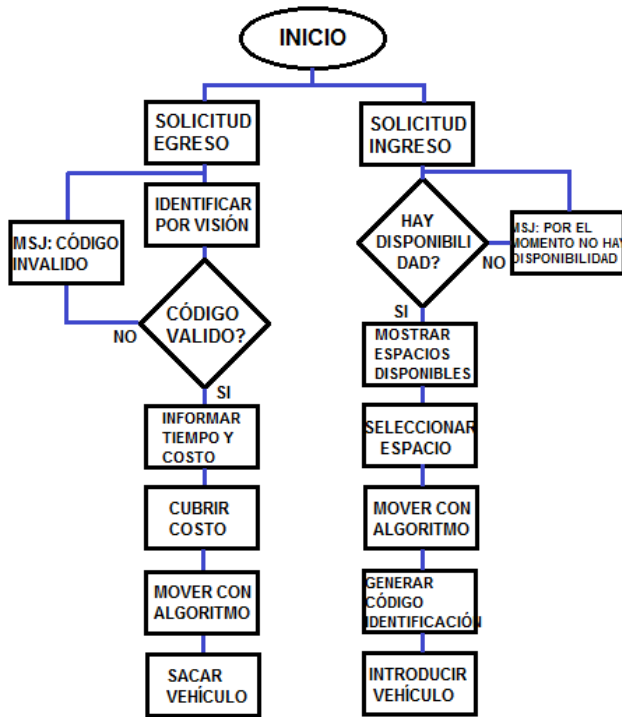 INICIO
SOLICITUD
EGRESO
SOLICITUD
INGRESO
IDENTIFICAR
POR VISIÓN
MSJ: CÓDIGO
INVALIDO
CÓDIGO
VALIDO?
NO
SI
INFORMAR
TIEMPO Y
COSTO
CUBRIR
COSTO
MOVER CON
ALGORITMO
SACAR
VEHÍCULO
HAY
DISPONIBILI
DAD?
NO
MSJ: POR EL
MOMENTO NO HAY
DISPONIBILIDAD
SI
MOSTRAR
ESPACIOS
DISPONIBLES
SELECCIONAR
ESPACIO
MOVER CON
ALGORITMO
GENERAR
CÓDIGO
IDENTIFICACIÓN
INTRODUCIR
VEHÍCULO